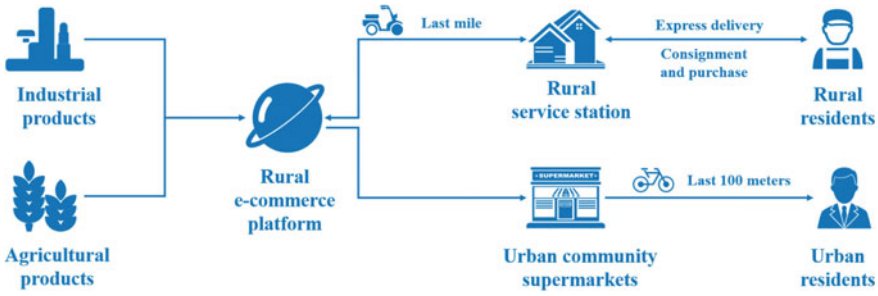 Industrial
products
Agricultural
products
Rural
e-commerce
platform
Last mile
Rural
service station
Express delivery
Consignment
and purchase
Rural
residents
SUPERMARKET
Urban community
supermarkets
Last 100 meters
Urban
residents